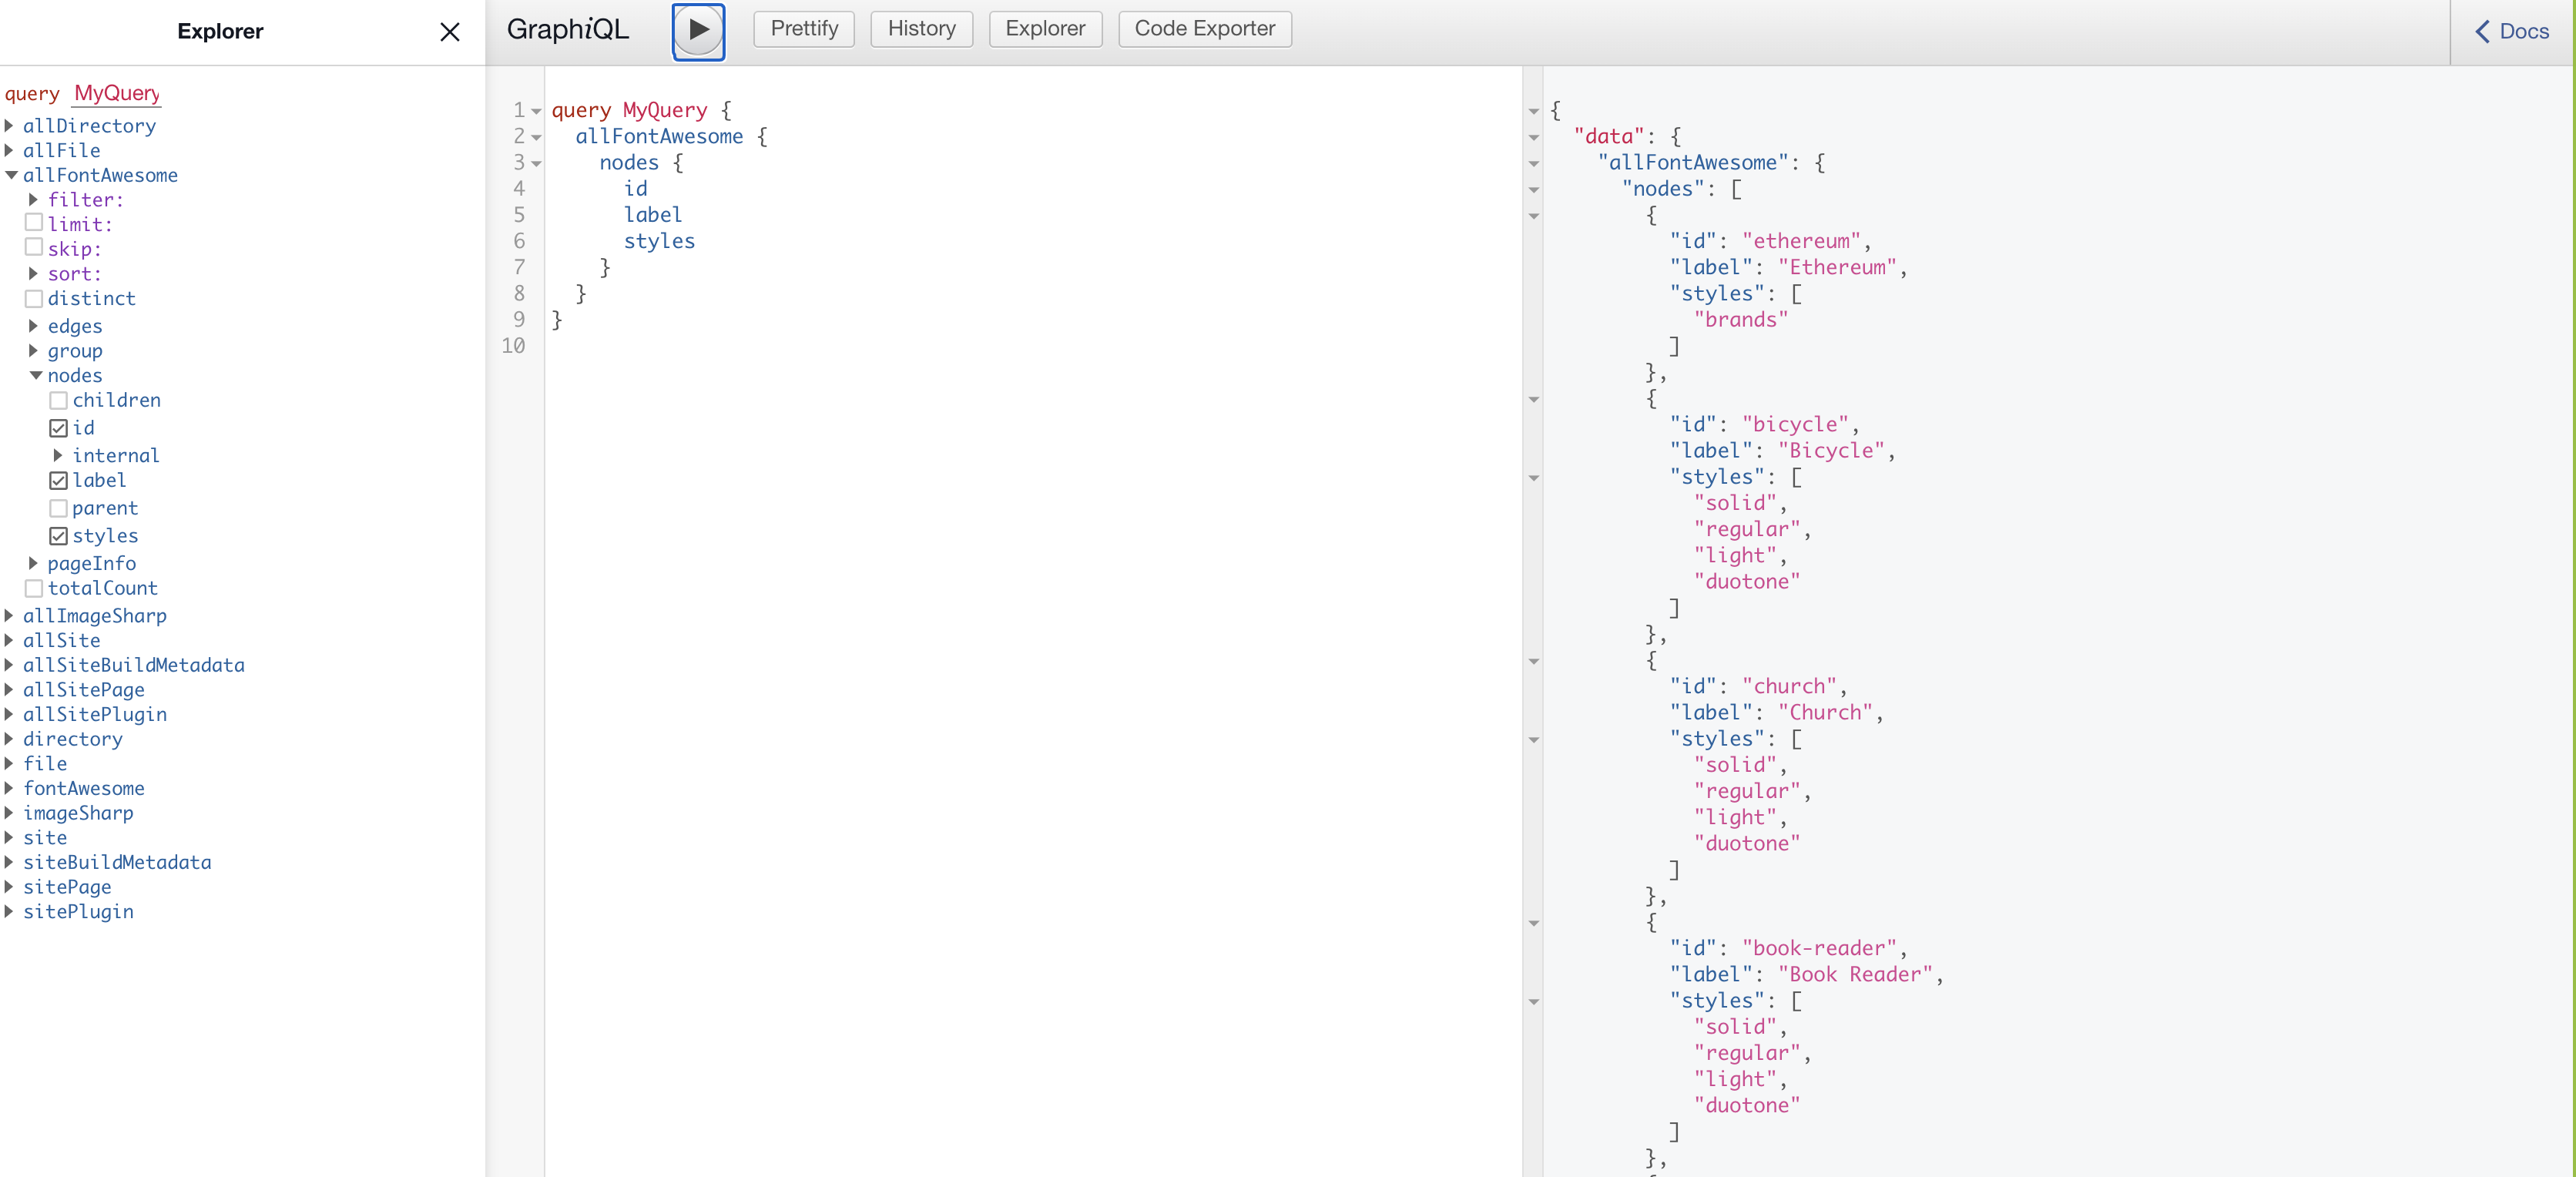 Explorer
query MyQuery
allDirectory
allFile
allFontAwesome
filter:
limit:
skip:
sort:
distinct
edges
group
nodes
children
id
internal
label
parent
styles
pageInfo
totalCount
allImageSharp
allSite
allSiteBuildMetadata
allSitePage
allSitePlugin
directory
file
fontAwesome
imageSharp
site
siteBuildMetadata
sitePage
sitePlugin
GraphiQL
Prettify
History
Explorer
Code Exporter
Docs
1 query MyQuery {
2 allFontAwesome {
3 nodes {
4 id
5 label
6 styles
7 }
8 }
9 }
10
{
"data": {
"allFontAwesome": {
"nodes": [
{
"id": "ethereum",
"label": "Ethereum",
"styles": [
"brands"
]
},
{
"id": "bicycle",
"label": "Bicycle",
"styles": [
"solid",
"regular",
"light",
"duotone"
]
},
{
"id": "church",
"label": "Church",
"styles": [
"solid",
"regular",
"light",
"duotone"
]
},
{
"id": "book-reader",
"label": "Book Reader",
"styles": [
"solid",
"regular",
"light",
"duotone"
]
},